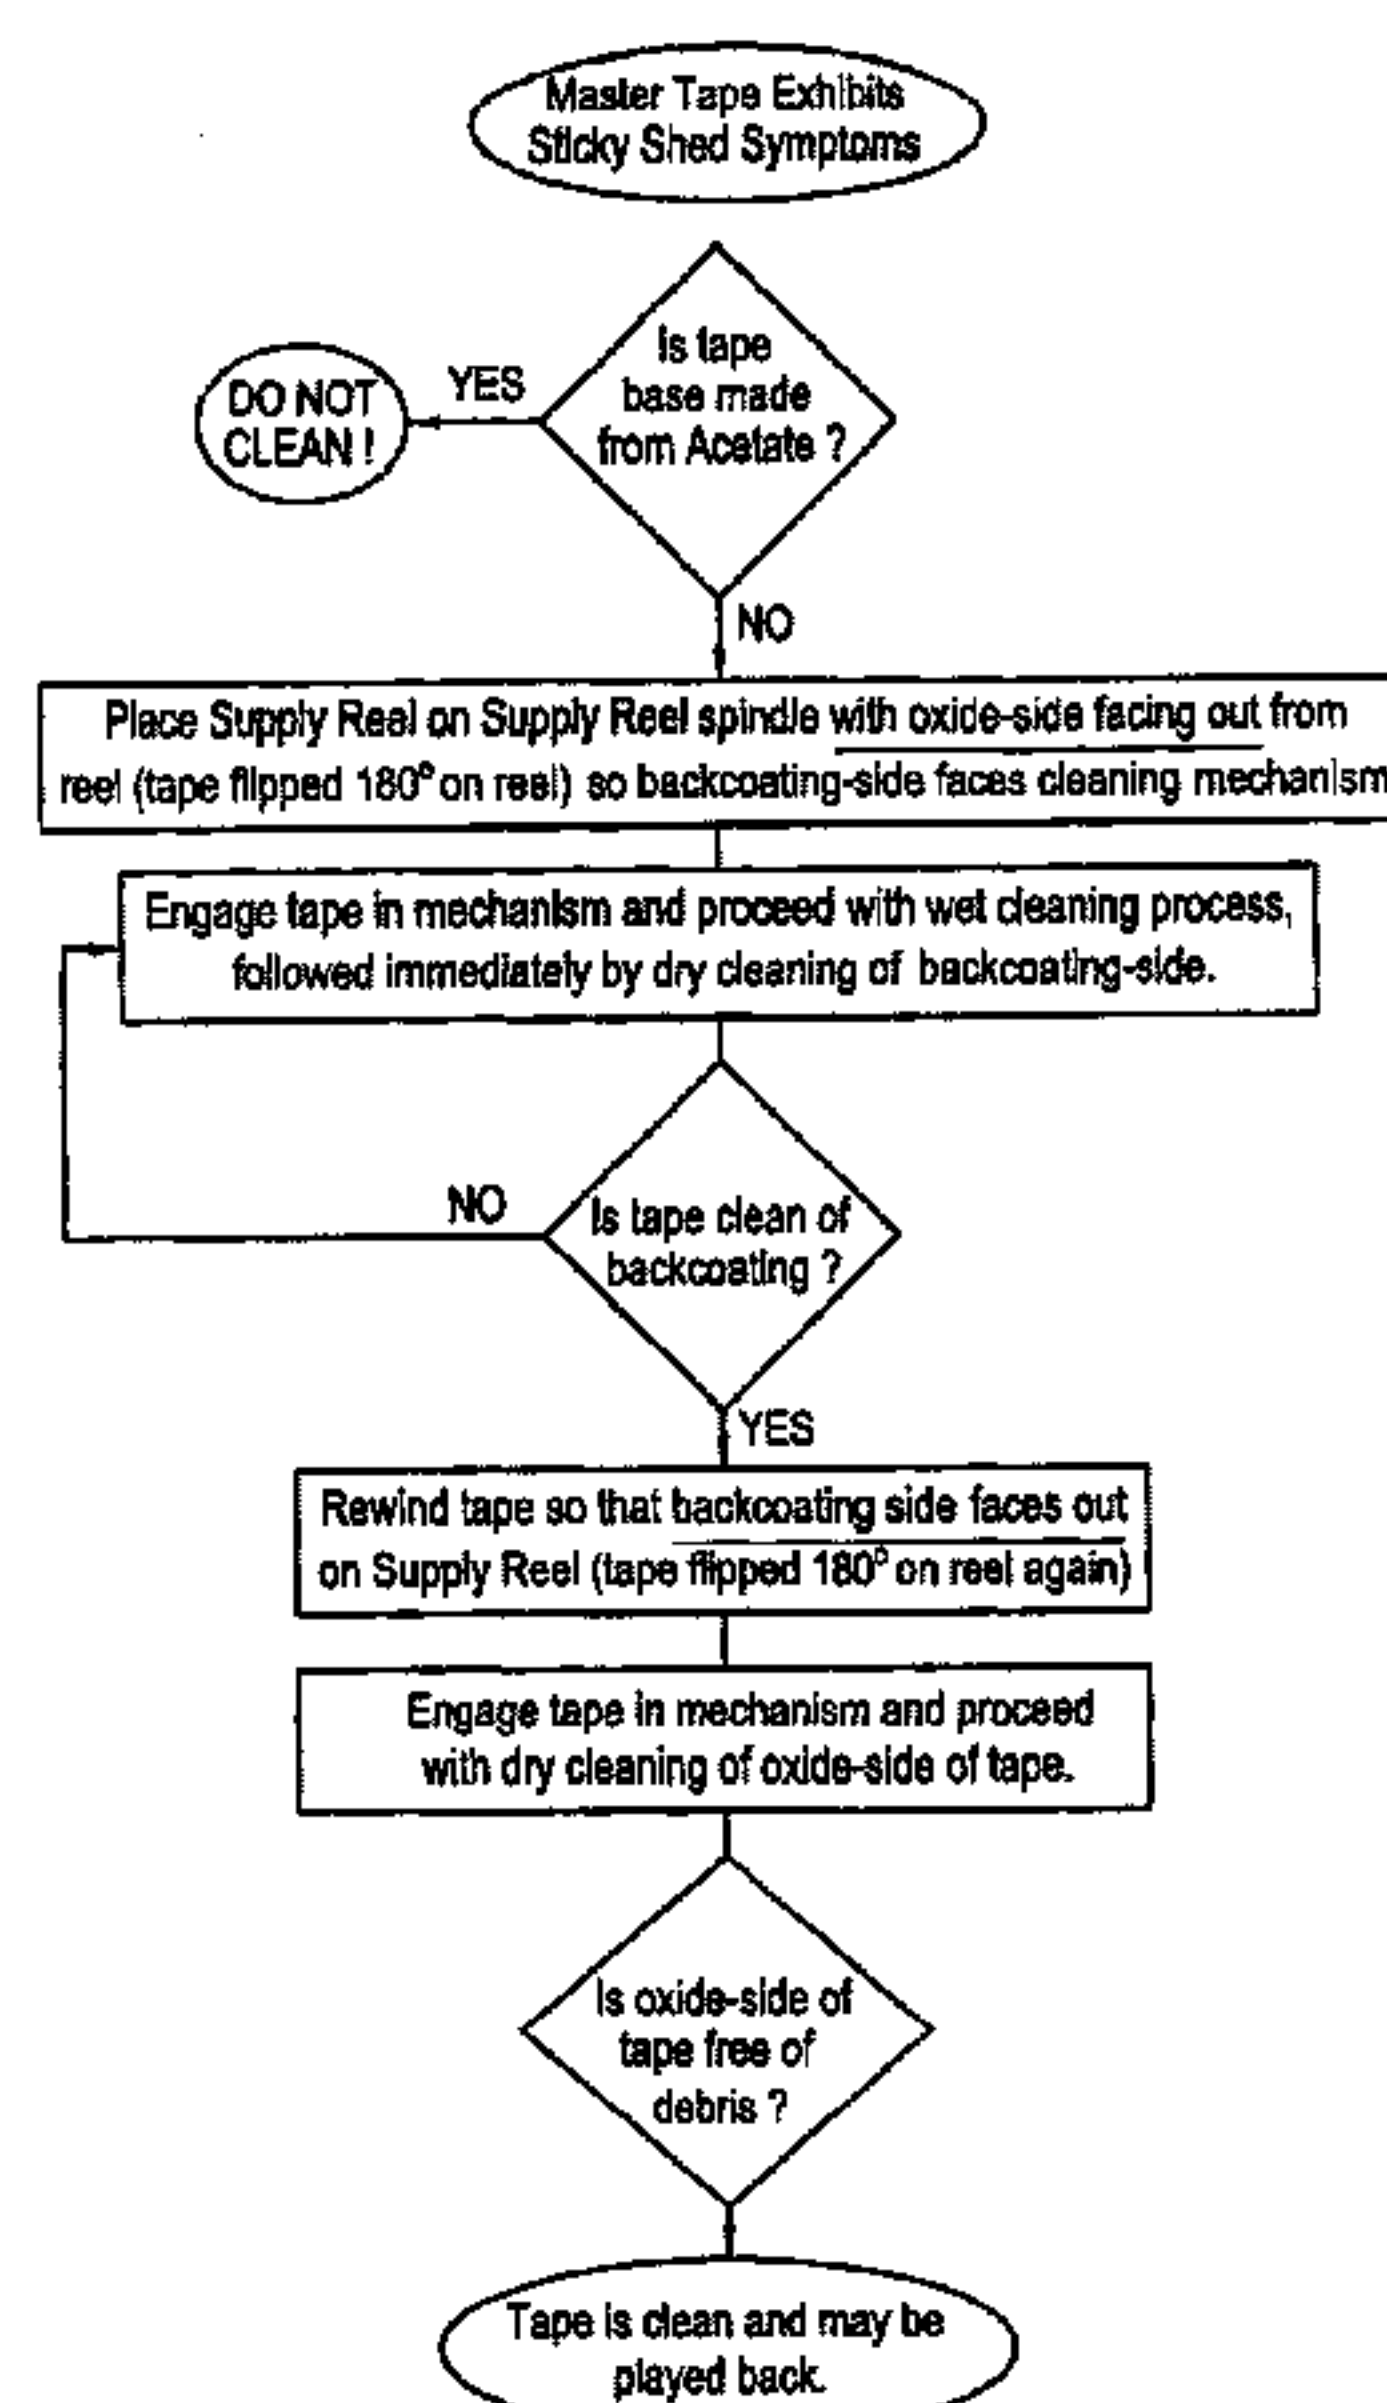 Master Tape Exhibits
Sticky Shed Symptoms
Is tape
base made
from Acetate ?
YES
DO NOT
CLEAN !
NO
Place Supply Reel on Supply Reel spindle with oxide-side facing out from
reel (tape flipped 180° on reel) so backcoating-side faces cleaning mechanism
Engage tape in mechanism and proceed with wet cleaning process,
followed immediately by dry cleaning of backcoating-side.
NO
Is tape clean of
backcoating ?
YES
Rewind tape so that backcoating side faces out
on Supply Reel (tape flipped 180° on reel again)
Engage tape in mechanism and proceed
with dry cleaning of oxide-side of tape.
Is oxide-side of
tape free of
debris ?
Tape is clean and may be
played back.